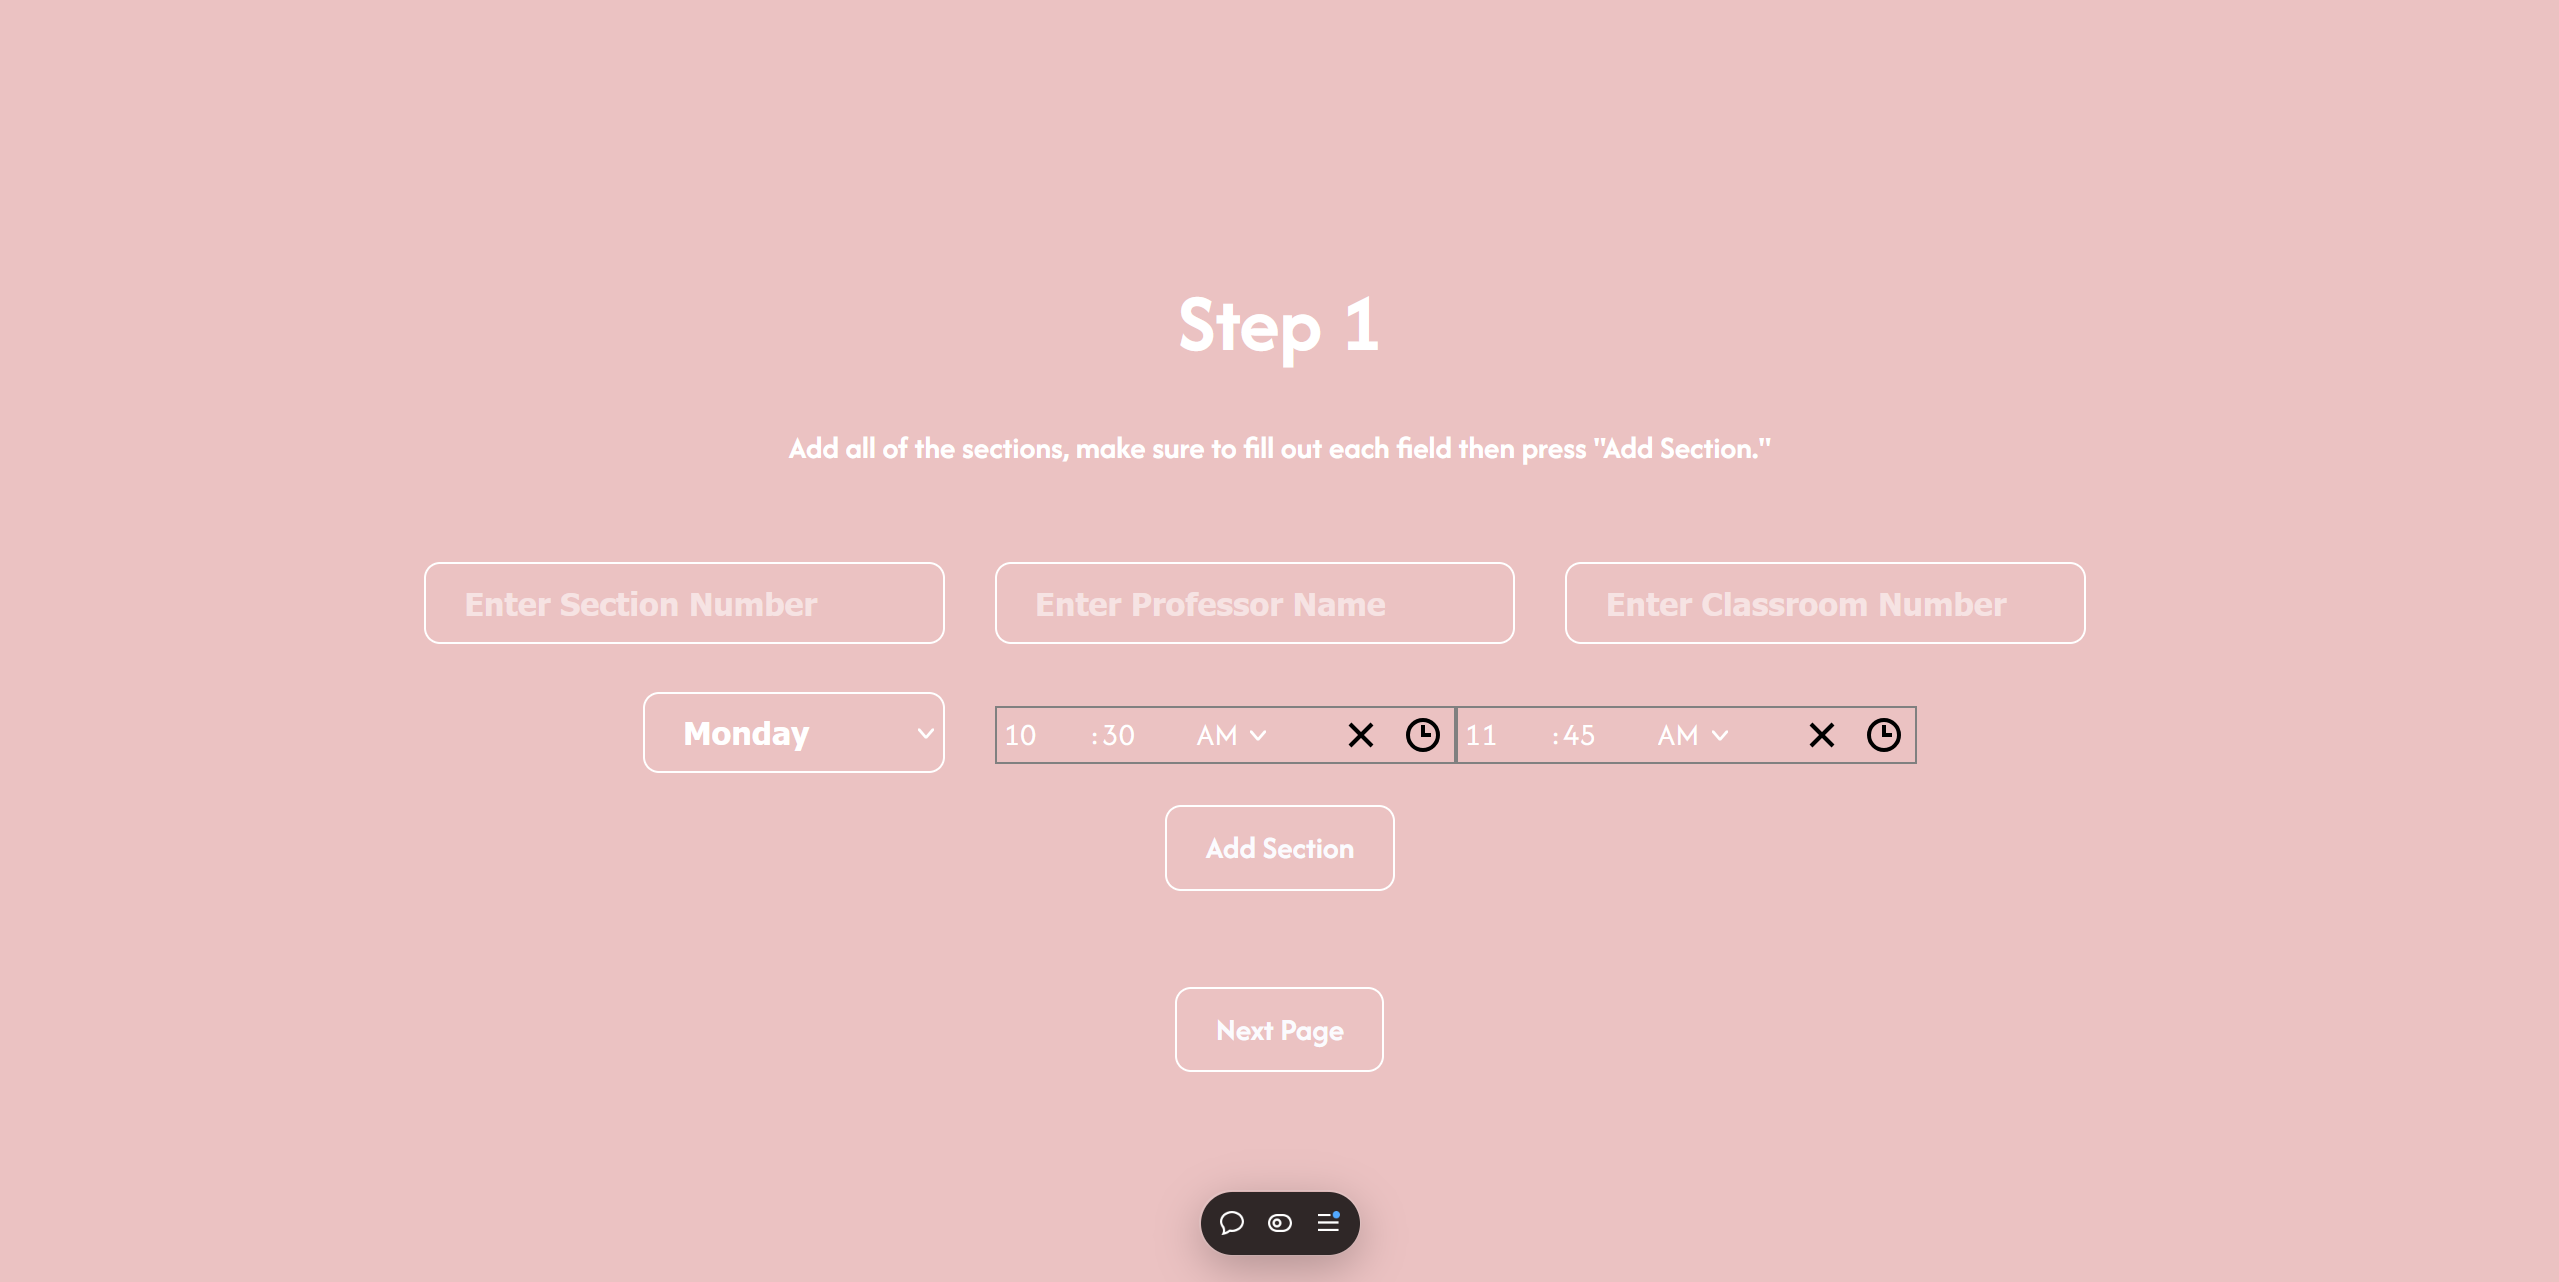 Step 1
Add all of the sections, make sure to fill out each field then press "Add Section."
Enter Section Number Enter Professor Name Enter Classroom Number
Monday 10 :30 AM 11 :45 AM
Add Section
Next Page